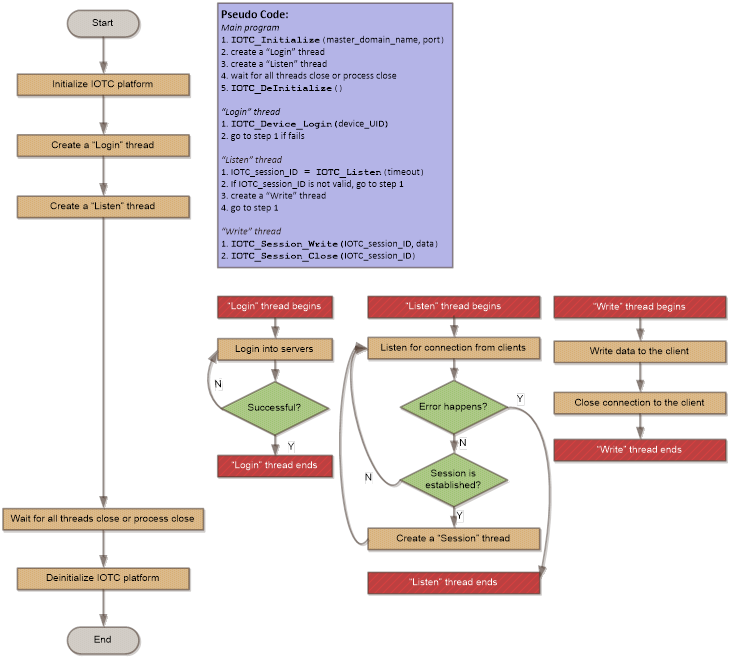 Start
Initialize IOTC platform
Create a "Login" thread
Create a "Listen" thread
Wait for all threads close or process close
Deinitialize IOTC platform
End
Pseudo Code:
Main program
1. IOTC_Initialize(master_domain_name, port)
2. create a "Login" thread
3. create a "Listen" thread
4. wait for all threads close or process close
5. IOTC_DeInitialize()
"Login" thread
1. IOTC_Device_Login(device_UID)
2. go to step 1 if fails
"Listen" thread
1. IOTC_session_ID = IOTC_Listen(timeout)
2. If IOTC_session_ID is not valid, go to step 1
3. create a "Write" thread
4. go to step 1
"Write" thread
1. IOTC_Session_Write(IOTC_session_ID, data)
2. IOTC_Session_Close(IOTC_session_ID)
"Login" thread begins
Login into servers
N
Successful?
Y
"Login" thread ends
"Listen" thread begins
Listen for connection from clients
Error happens?
Y
N
Session is
established?
N
Y
Create a "Session" thread
"Listen" thread ends
"Write" thread begins
Write data to the client
Close connection to the client
"Write" thread ends